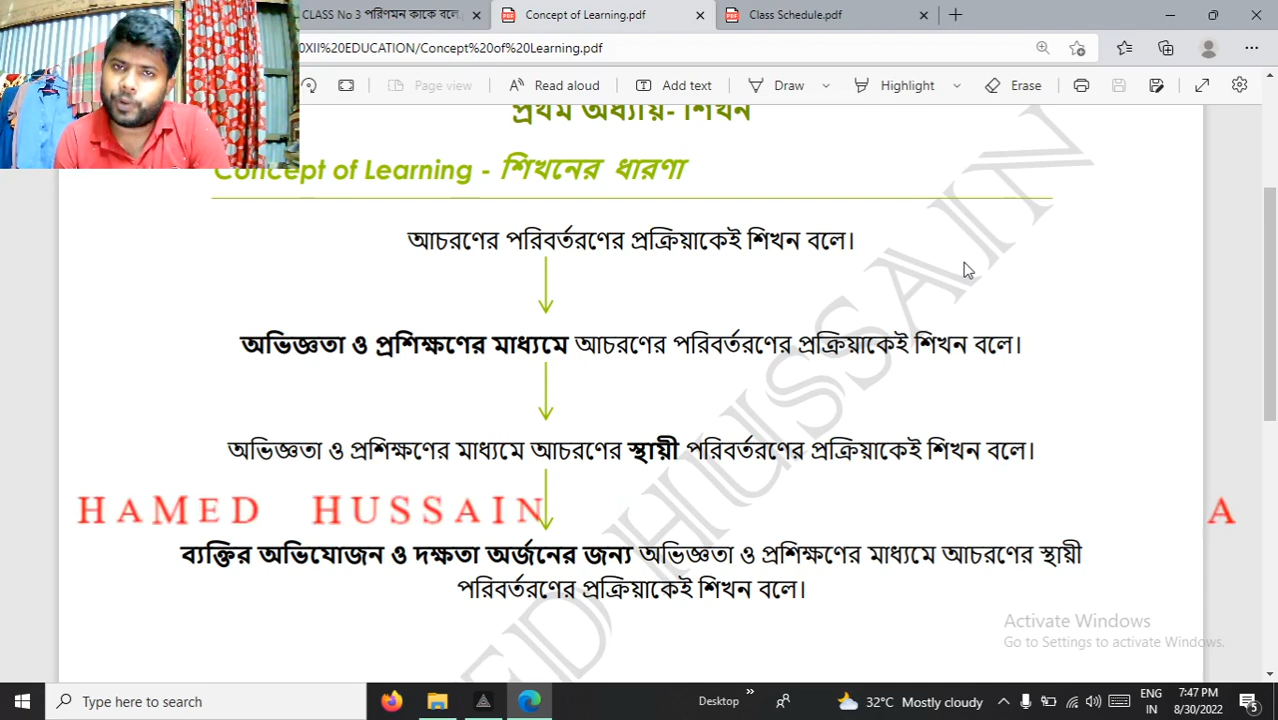 CLASS No 3 পরিণমন কাকে বলে
Concept of Learning.pdf
Class Schedule.pdf
0XII%20EDUCATION/Concept%20of%20Learning.pdf
Page view
Read aloud
Add text
Draw
Highlight
Erase
প্রথম অধ্যায়- শিখন
Concept of Learning - শিখনের ধারণা
আচরণের পরিবর্তরণের প্রক্রিয়াকেই শিখন বলে।
অভিজ্ঞতা ও প্রশিক্ষণের মাধ্যমে আচরণের পরিবর্তরণের প্রক্রিয়াকেই শিখন বলে।
অভিজ্ঞতা ও প্রশিক্ষণের মাধ্যমে আচরণের স্থায়ী পরিবর্তরণের প্রক্রিয়াকেই শিখন বলে।
HAMED HUSSAIN A
ব্যক্তির অভিযোজন ও দক্ষতা অর্জনের জন্য অভিজ্ঞতা ও প্রশিক্ষণের মাধ্যমে আচরণের স্থায়ী
পরিবর্তরণের প্রক্রিয়াকেই শিখন বলে।
ED HUSSAIN
Activate Windows
Go to Settings to activate Windows.
Type here to search
Desktop
32°C Mostly cloudy
ENG
IN
7:47 PM
8/30/2022
5